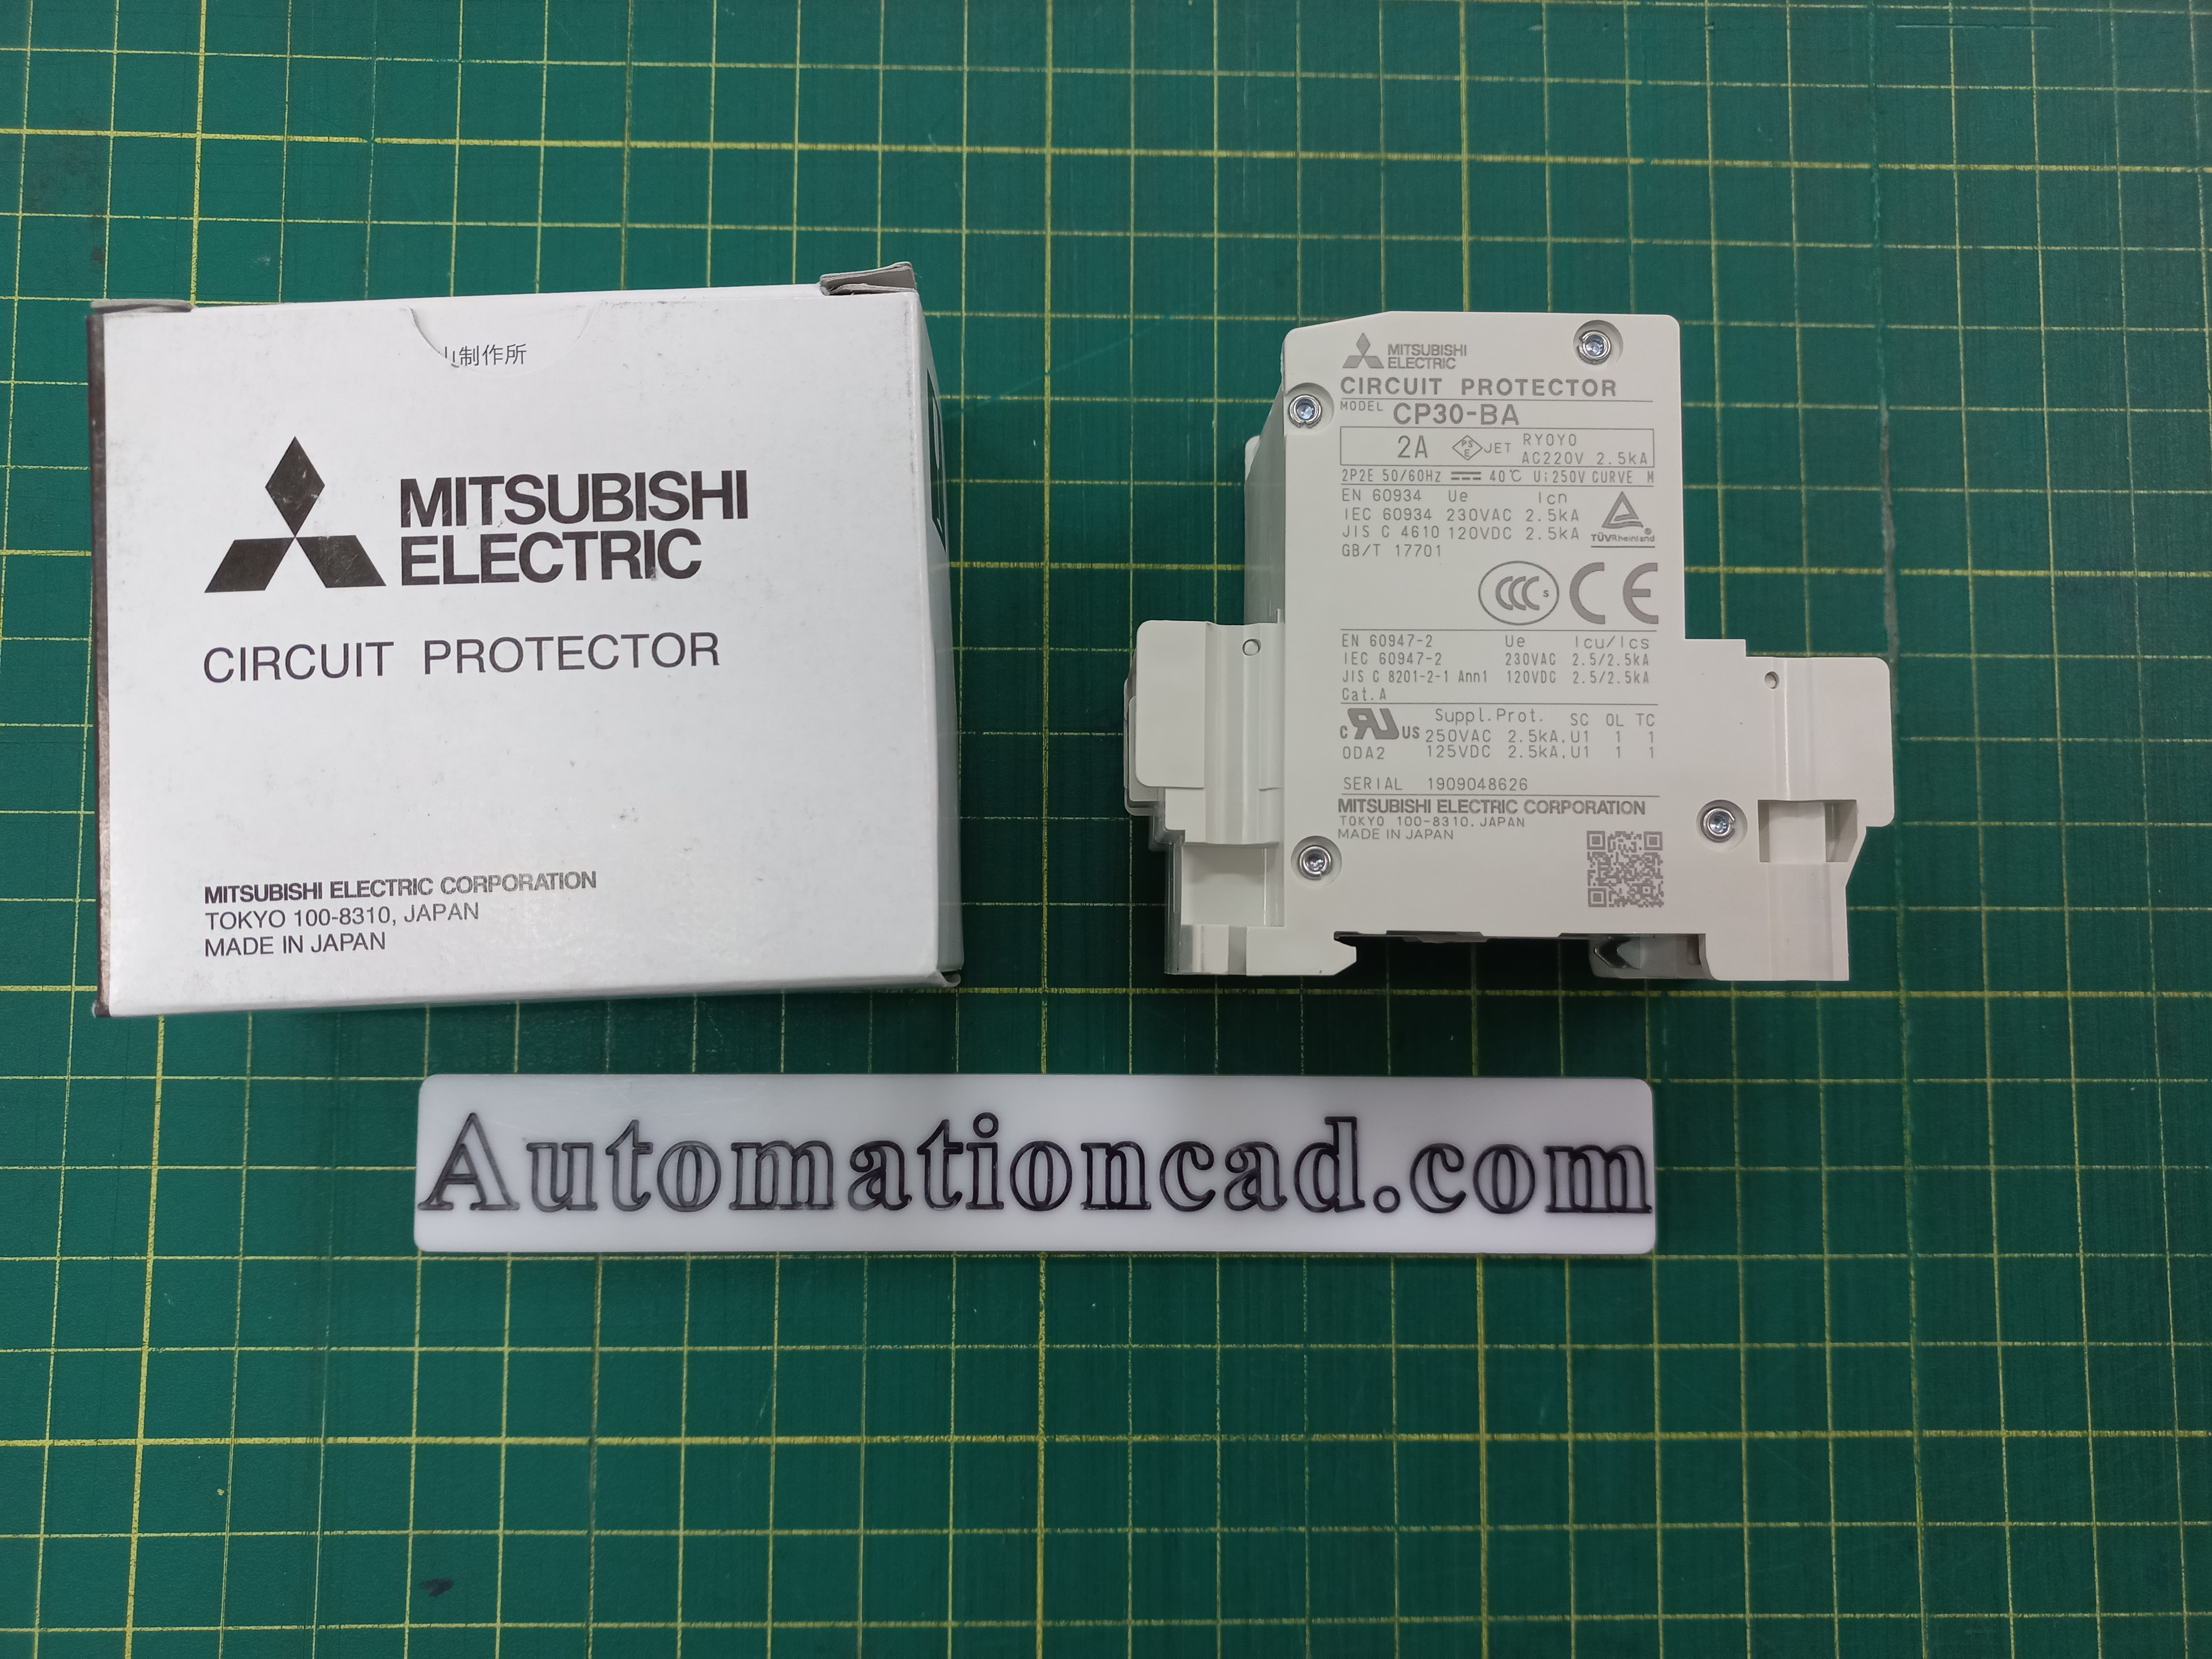 制作所
MITSUBISHI
ELECTRIC
CIRCUIT PROTECTOR
MITSUBISHI ELECTRIC CORPORATION
TOKYO 100-8310, JAPAN
MADE IN JAPAN
MITSUBISHI
ELECTRIC
CIRCUIT PROTECTOR
MODEL CP30-BA
2A PS E JET RYOYO
AC220V 2.5kA
2P2E 50/60Hz 40℃ Ui250V CURVE M
EN 60934 Ue Icn
IEC 60934 230VAC 2.5kA
JIS C 4610 120VDC 2.5kA
GB/T 17701
TÜVRheinland
CCC S CE
EN 60947-2 Ue Icu/Ics
IEC 60947-2 230VAC 2.5/2.5kA
JIS C 8201-2-1 Ann1 120VDC 2.5/2.5kA
Cat.A
Suppl.Prot. SC OL TC
c RU US 250VAC 2.5kA,U1 1 1
ODA2 125VDC 2.5kA,U1 1 1
SERIAL 1909048626
MITSUBISHI ELECTRIC CORPORATION
TOKYO 100-8310, JAPAN
MADE IN JAPAN
Automationcad.com